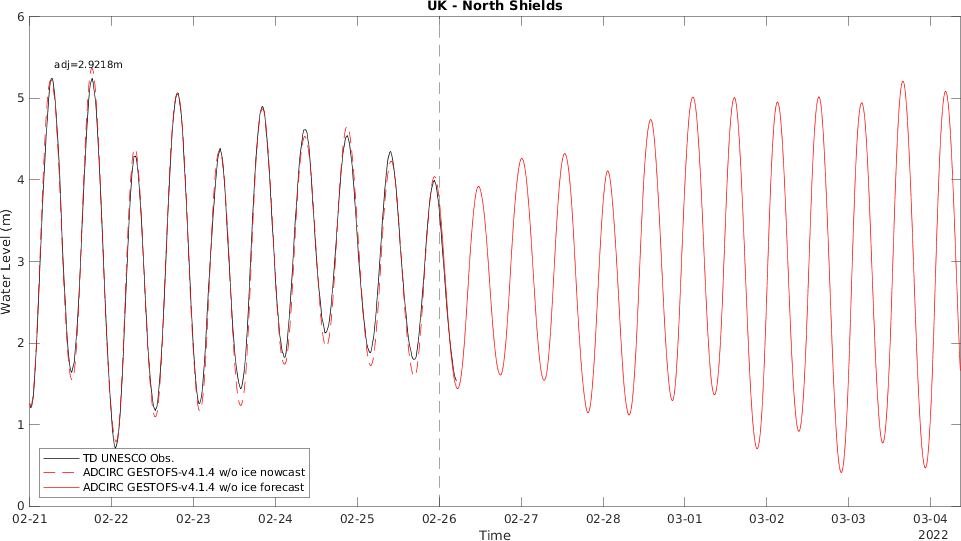 UK - North Shields
6
adj=2.9218m
5
4
3
2
1
0
Water Level (m)
TD UNESCO Obs.
ADCIRC GESTOFS-v4.1.4 w/o ice nowcast
ADCIRC GESTOFS-v4.1.4 w/o ice forecast
02-21 02-22 02-23 02-24 02-25 02-26 02-27 02-28 03-01 03-02 03-03 03-04
Time
2022